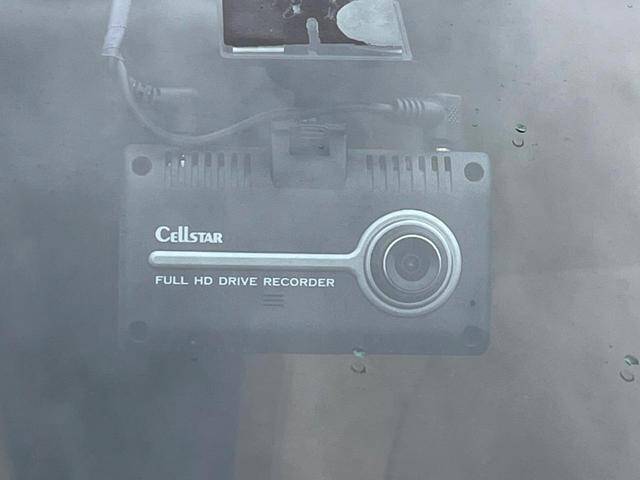 CELLSTAR
FULL HD DRIVE RECORDER